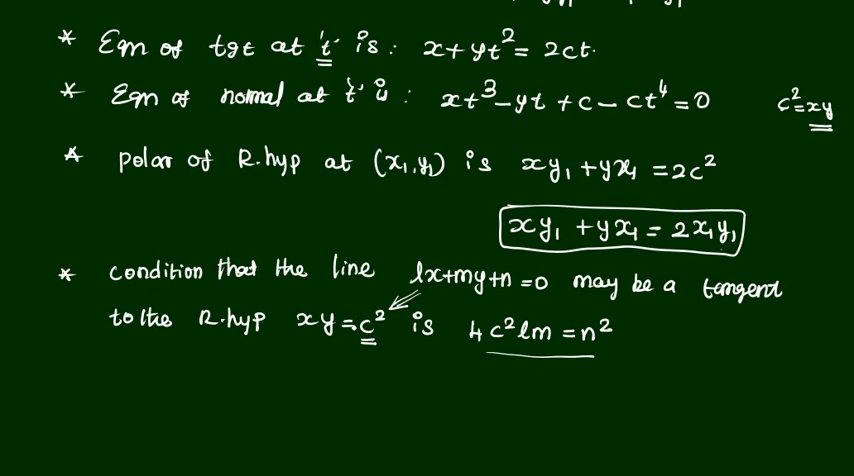 * Eqn of tgt at 't' is : x + yt² = 2ct.
* Eqn of normal at 't' is : xt³ - yt + c - ct⁴ = 0 c² = xy
* polar of R.hyp at (x₁, y₁) is xy₁ + yx₁ = 2c²
xy₁ + yx₁ = 2x₁y₁
* condition that the line lx+my+n=0 may be a tangent
to the R.hyp xy = c² is 4c²lm = n²